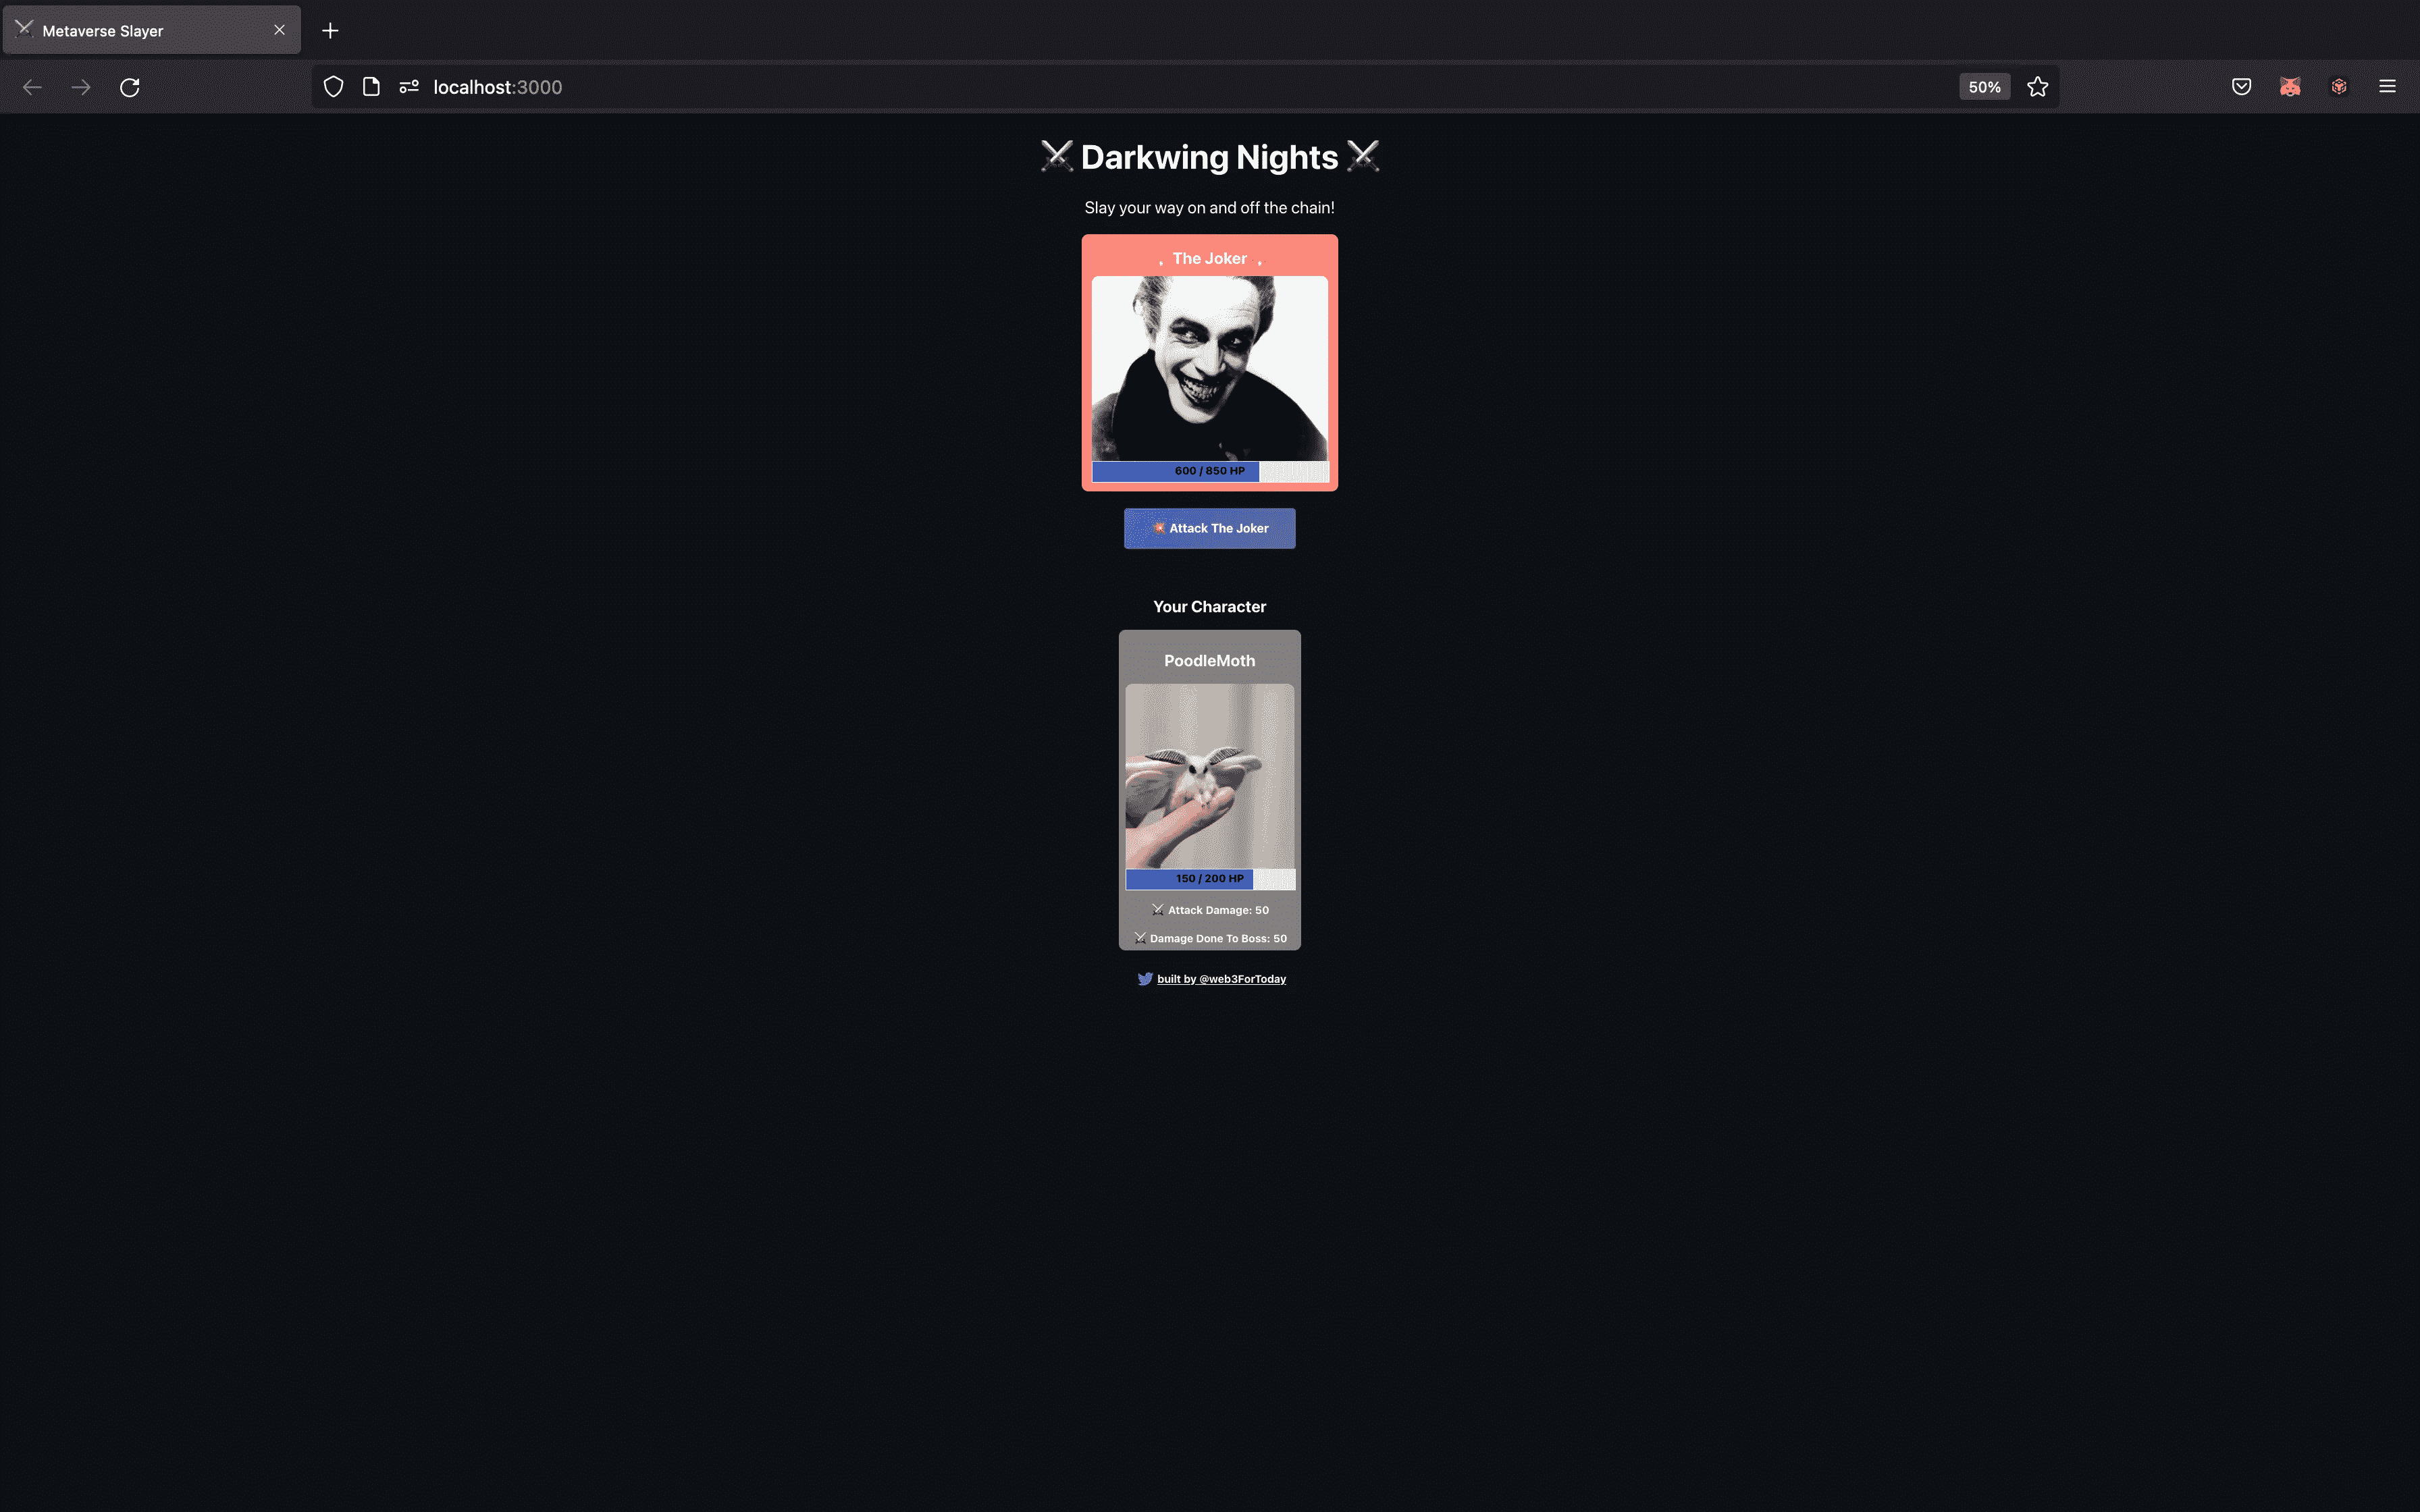 Metaverse Slayer
localhost:3000
50%
Darkwing Nights
Slay your way on and off the chain!
The Joker
600 / 850 HP
Attack The Joker
Your Character
PoodleMoth
150 / 200 HP
Attack Damage: 50
Damage Done To Boss: 50
built by @web3ForToday